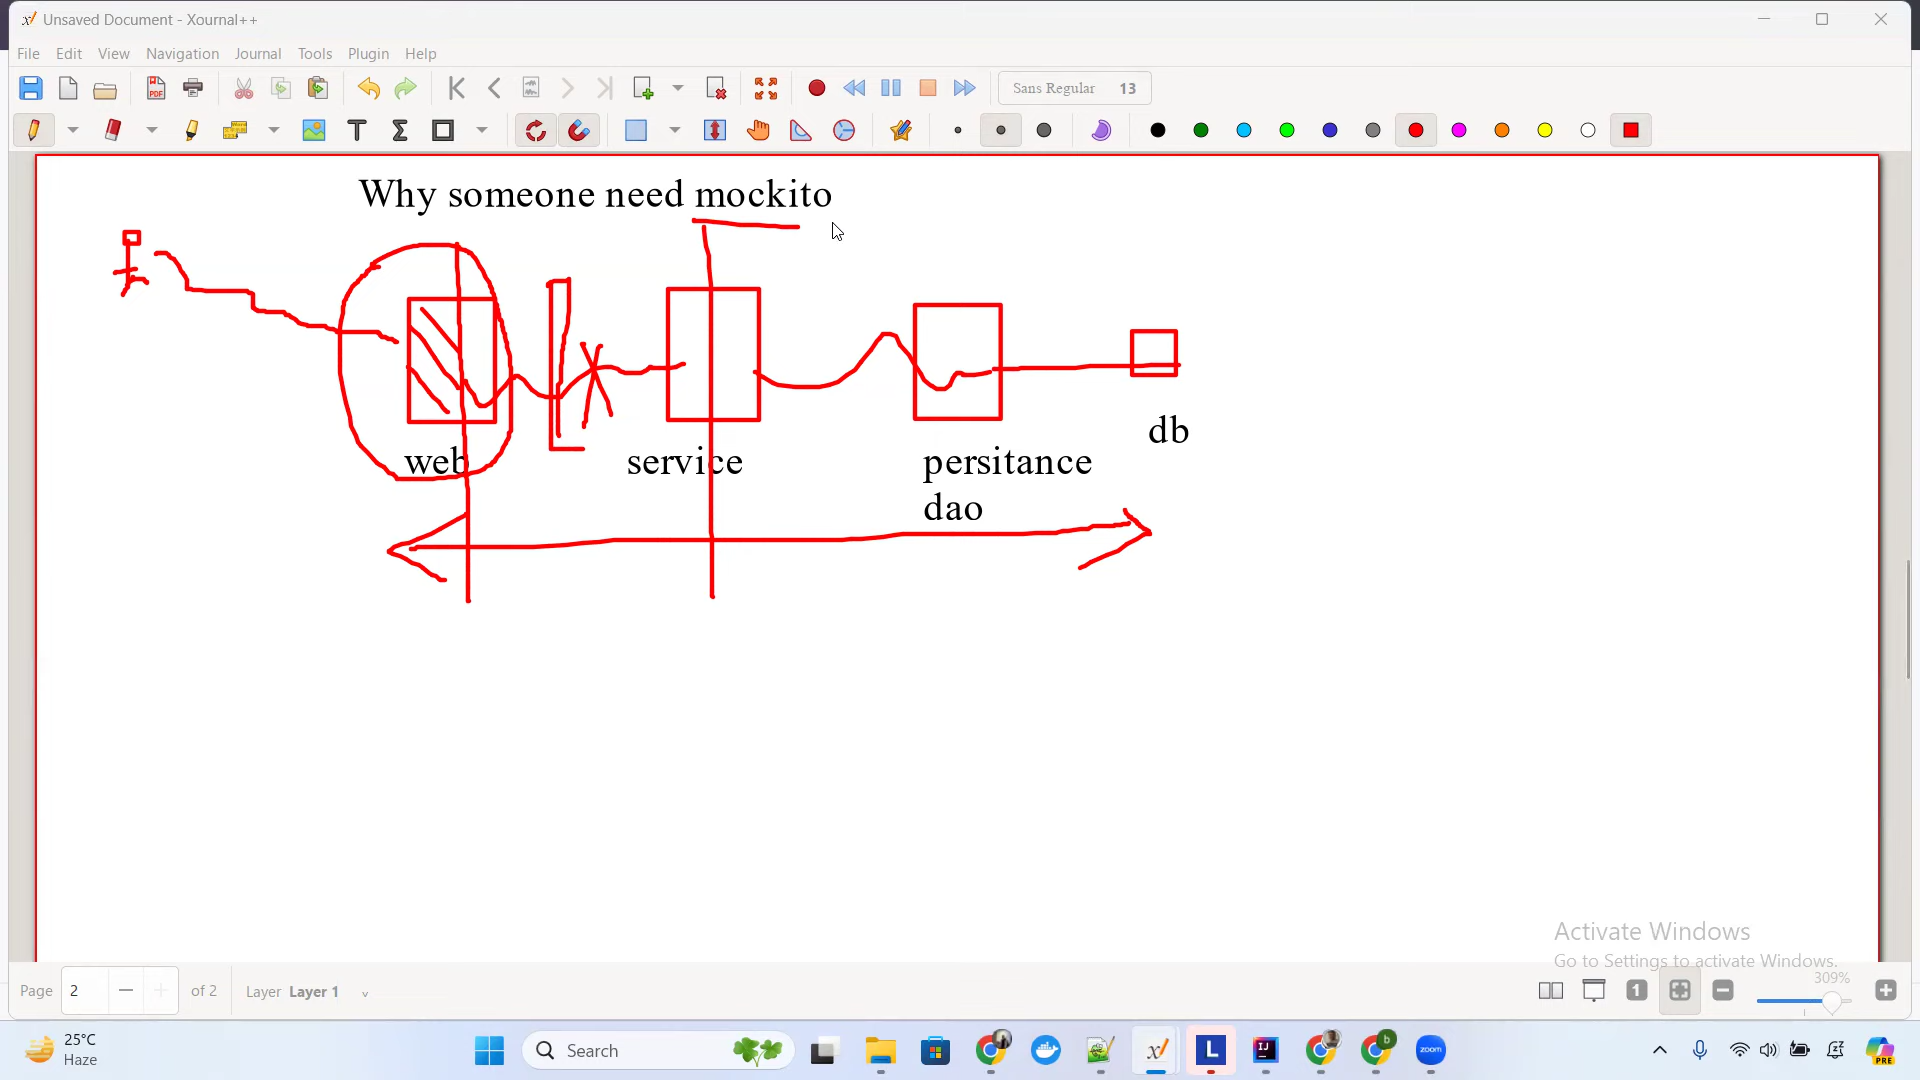 Unsaved Document - Xournal++
File Edit View Navigation Journal Tools Plugin Help
Sans Regular 13
Why someone need mockito
web
service
persitance
dao
db
Activate Windows
Go to Settings to activate Windows.
Page 2 of 2 Layer Layer 1
309%
25°C
Haze
Search
zoom